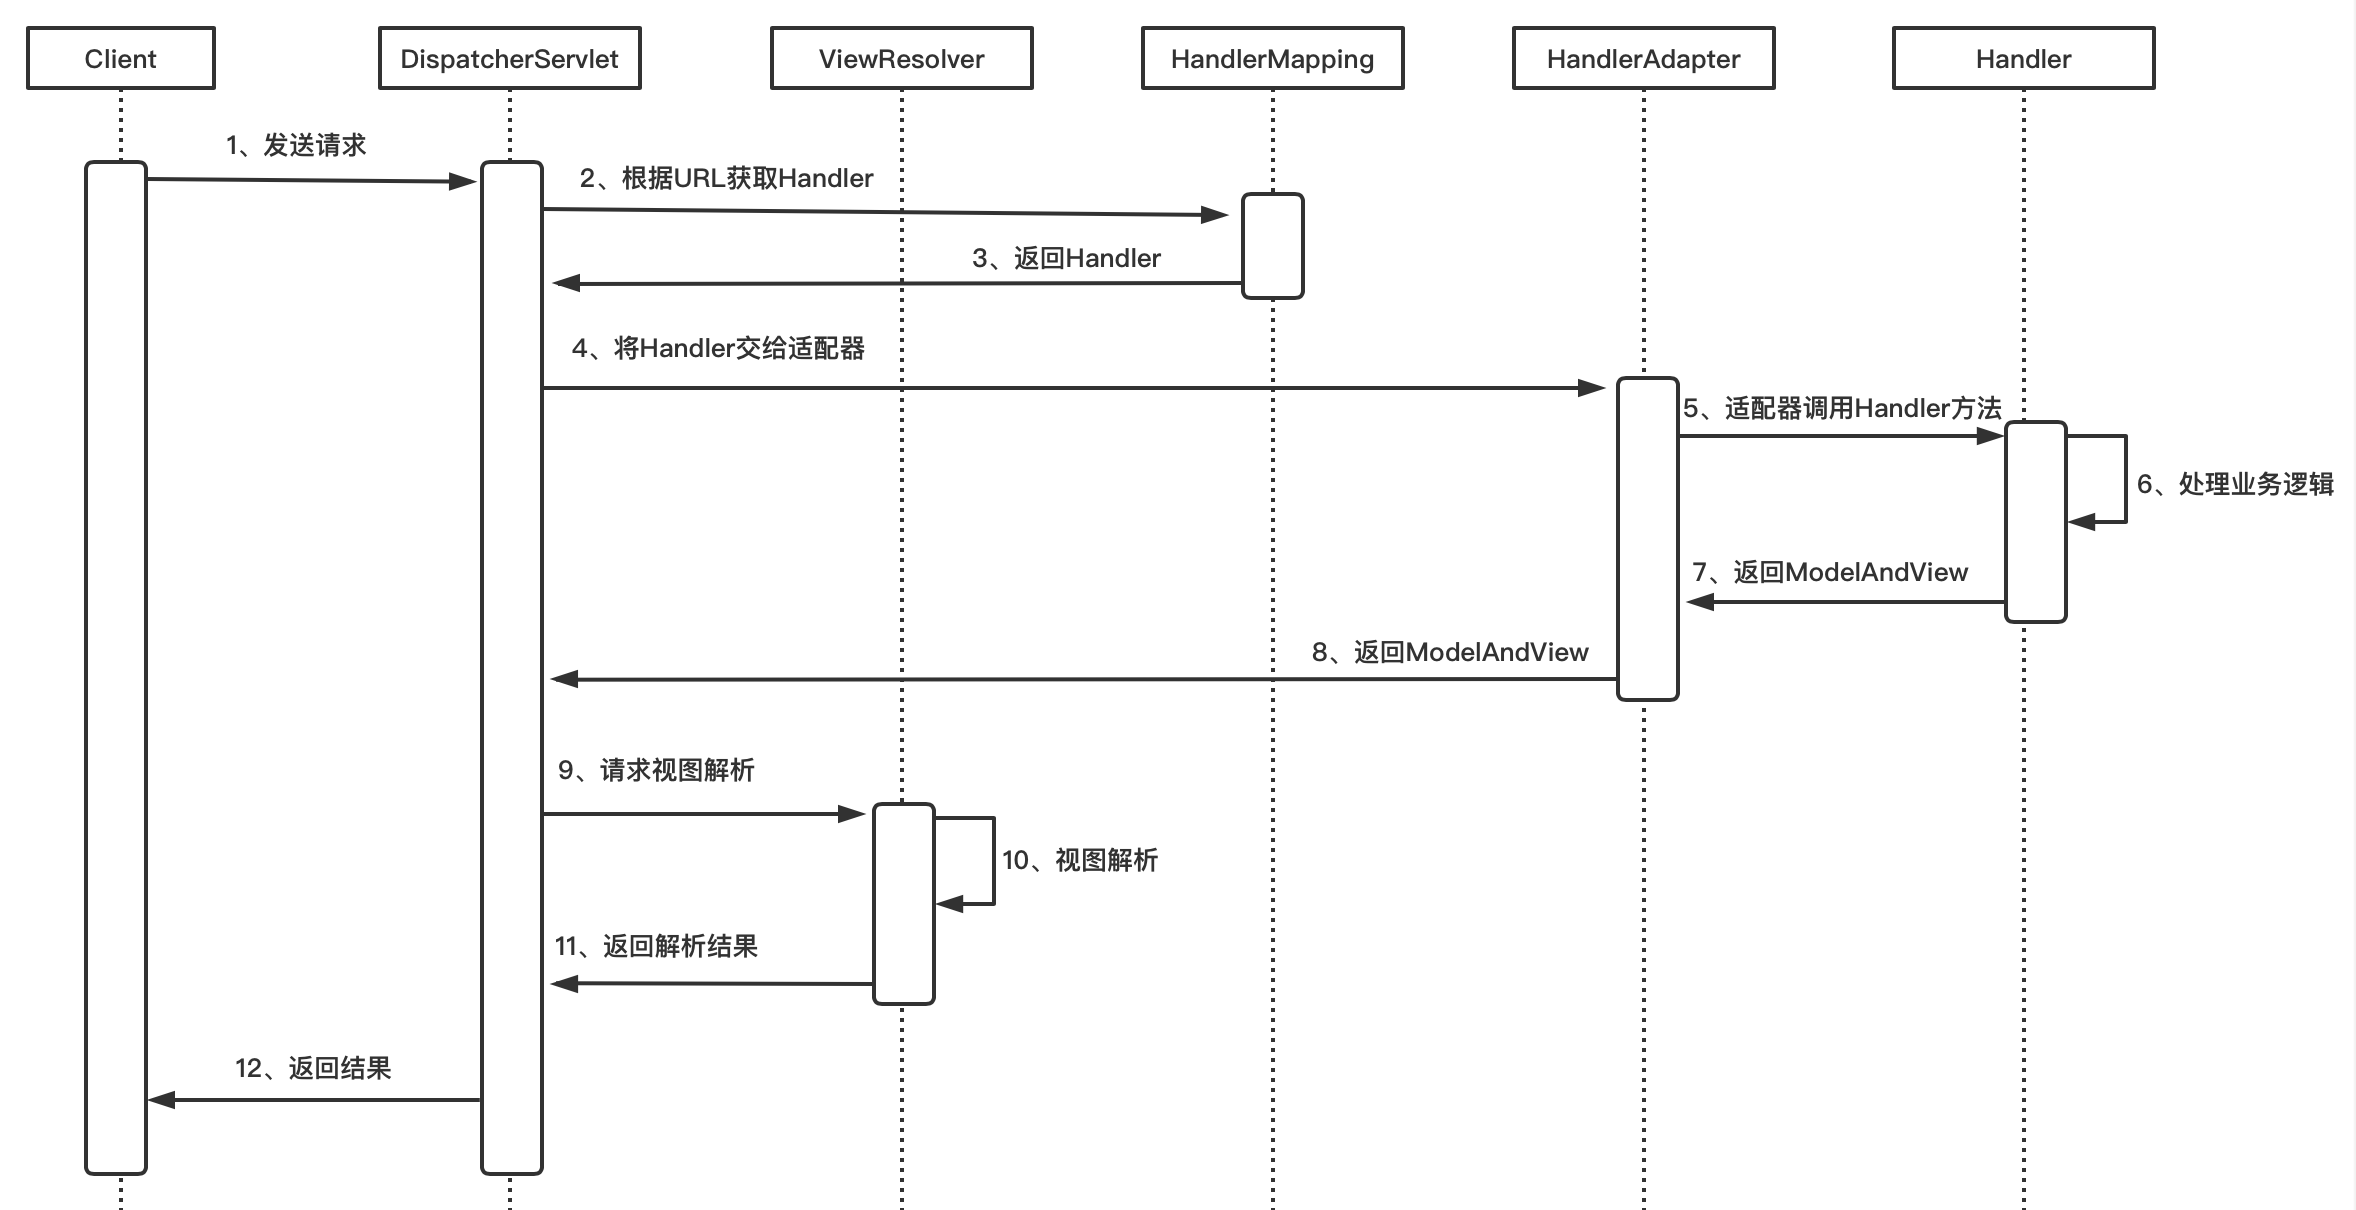 Client
DispatcherServlet
ViewResolver
HandlerMapping
HandlerAdapter
Handler
1、发送请求
2、根据URL获取Handler
3、返回Handler
4、将Handler交给适配器
5、适配器调用Handler方法
6、处理业务逻辑
7、返回ModelAndView
8、返回ModelAndView
9、请求视图解析
10、视图解析
11、返回解析结果
12、返回结果